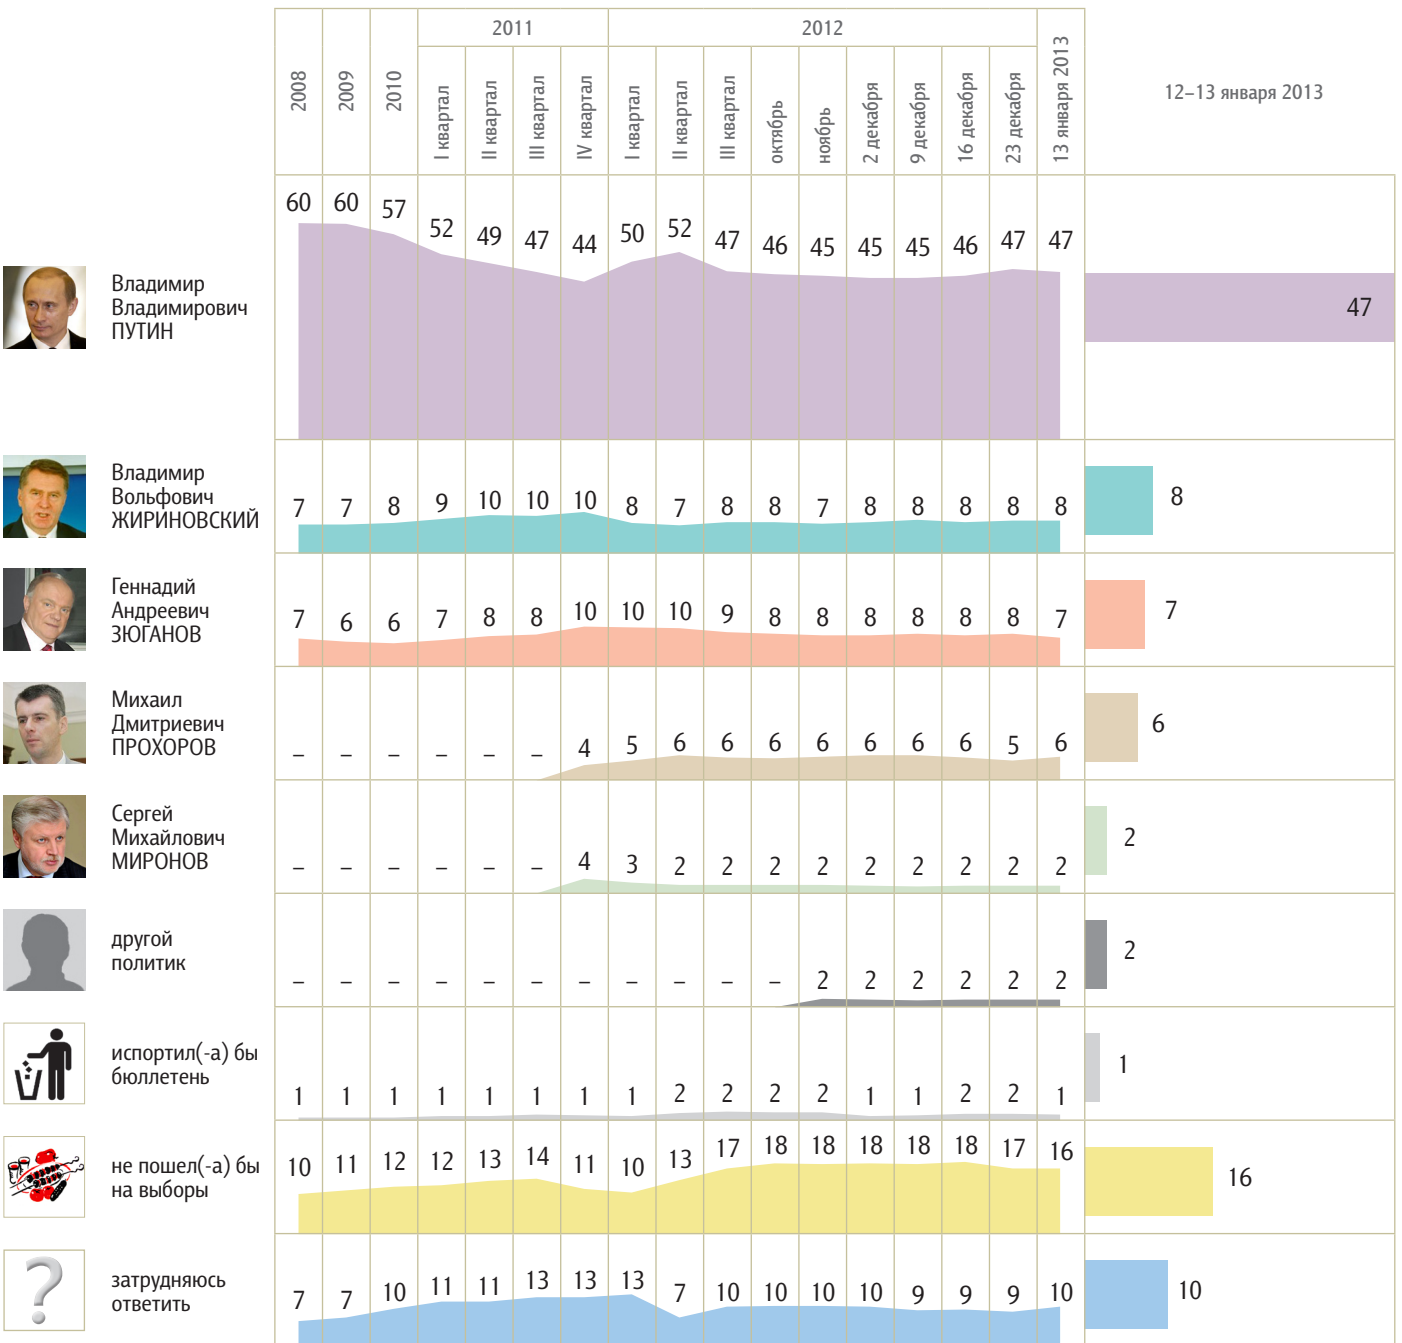 2011
2012
2008
2009
2010
I квартал
II квартал
III квартал
IV квартал
I квартал
II квартал
III квартал
октябрь
ноябрь
2 декабря
9 декабря
16 декабря
23 декабря
13 января 2013
12–13 января 2013
Владимир
Владимирович
ПУТИН
60 60 57 52 49 47 44 50 52 47 46 45 45 45 46 47 47
47
Владимир
Вольфович
ЖИРИНОВСКИЙ
7 7 8 9 10 10 10 8 7 8 8 7 8 8 8 8 8
8
Геннадий
Андреевич
ЗЮГАНОВ
7 6 6 7 8 8 10 10 10 9 8 8 8 8 8 8 7
7
Михаил
Дмитриевич
ПРОХОРОВ
– – – – – – 4 5 6 6 6 6 6 6 6 5 6
6
Сергей
Михайлович
МИРОНОВ
– – – – – – 4 3 2 2 2 2 2 2 2 2 2
2
другой
политик
– – – – – – – – – – – 2 2 2 2 2 2
2
испортил(-а) бы
бюллетень
1 1 1 1 1 1 1 1 2 2 2 2 1 1 2 2 1
1
не пошел(-а) бы
на выборы
10 11 12 12 13 14 11 10 13 17 18 18 18 18 18 17 16
16
затрудняюсь
ответить
7 7 10 11 11 13 13 13 7 10 10 10 10 9 9 9 10
10